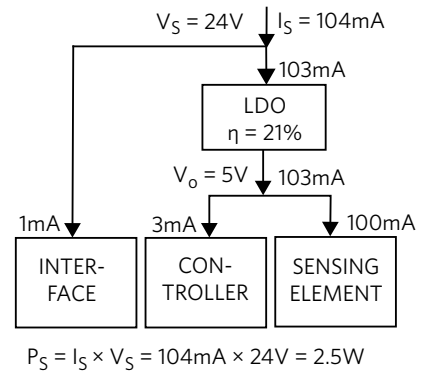 V_S = 24V I_S = 104mA
103mA
LDO
η = 21%
V_o = 5V 103mA
1mA 3mA 100mA
INTER-
FACE
CON-
TROLLER
SENSING
ELEMENT
P_S = I_S × V_S = 104mA × 24V = 2.5W